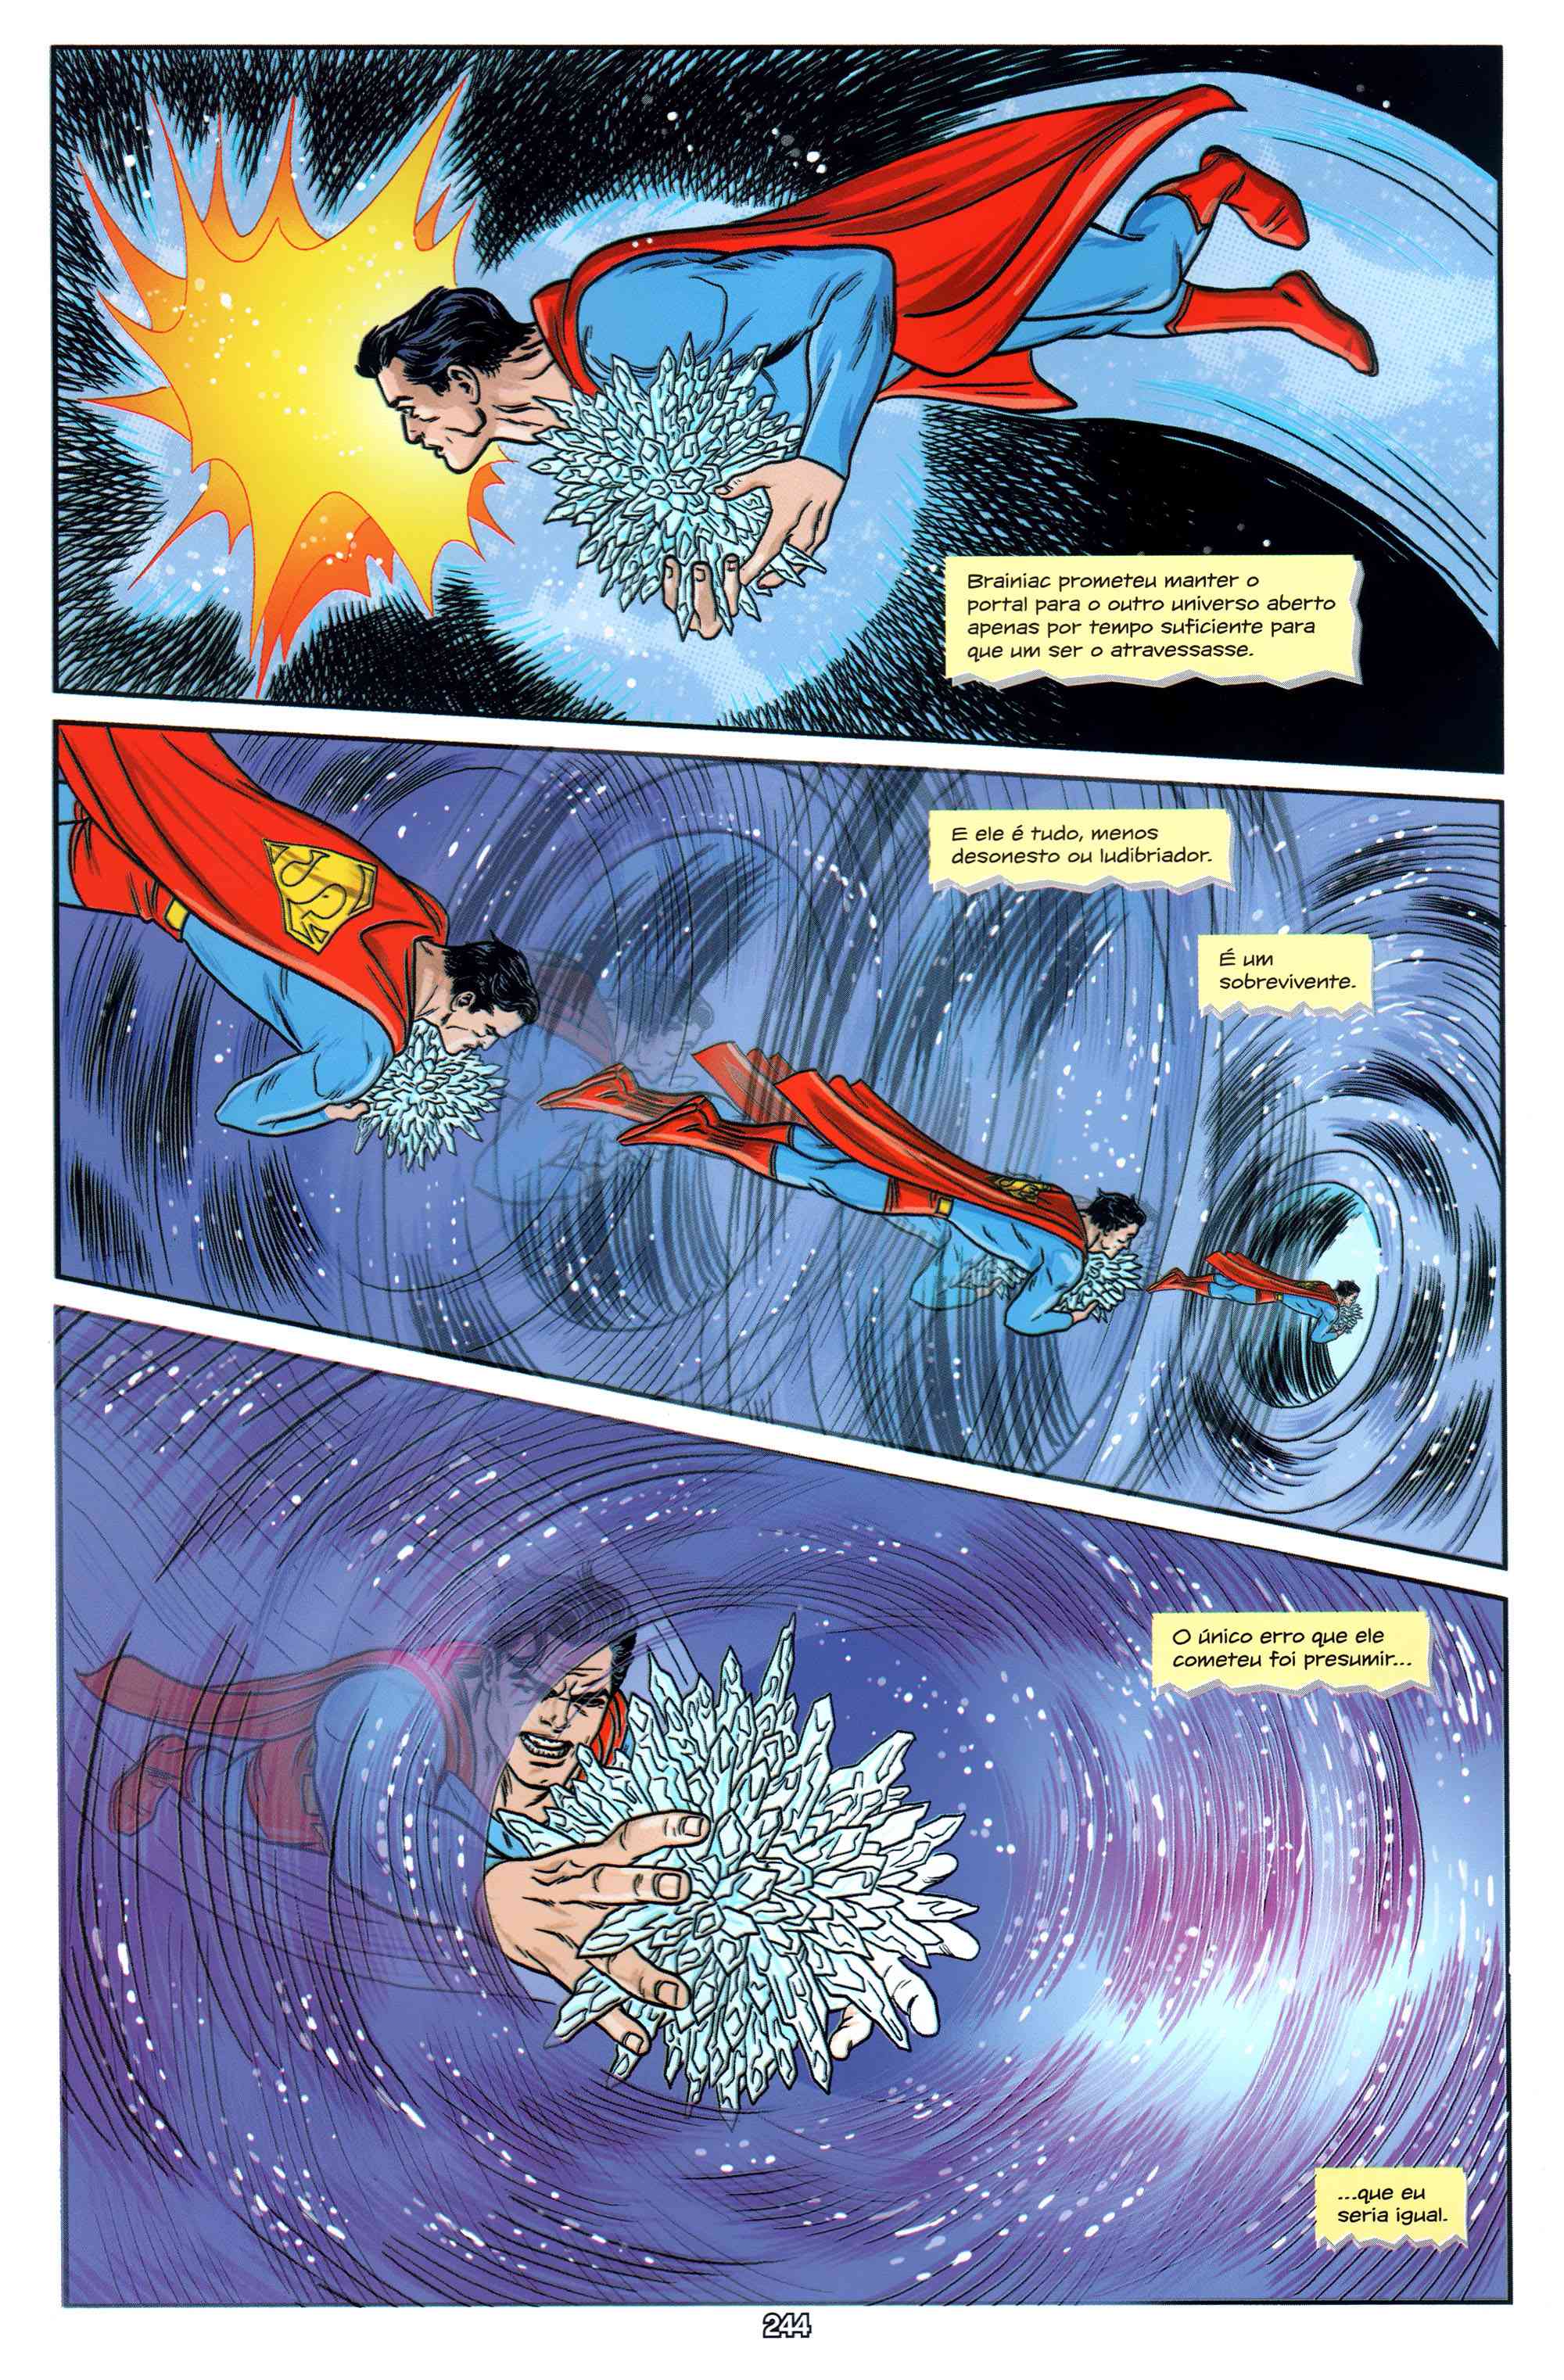 Brainiac prometeu manter o
portal para o outro universo aberto
apenas por tempo suficiente para
que um ser o atravessasse.
E ele é tudo, menos
desonesto ou ludibriador.
É um
sobrevivente.
O único erro que ele
cometeu foi presumir...
...que eu
seria igual.
244